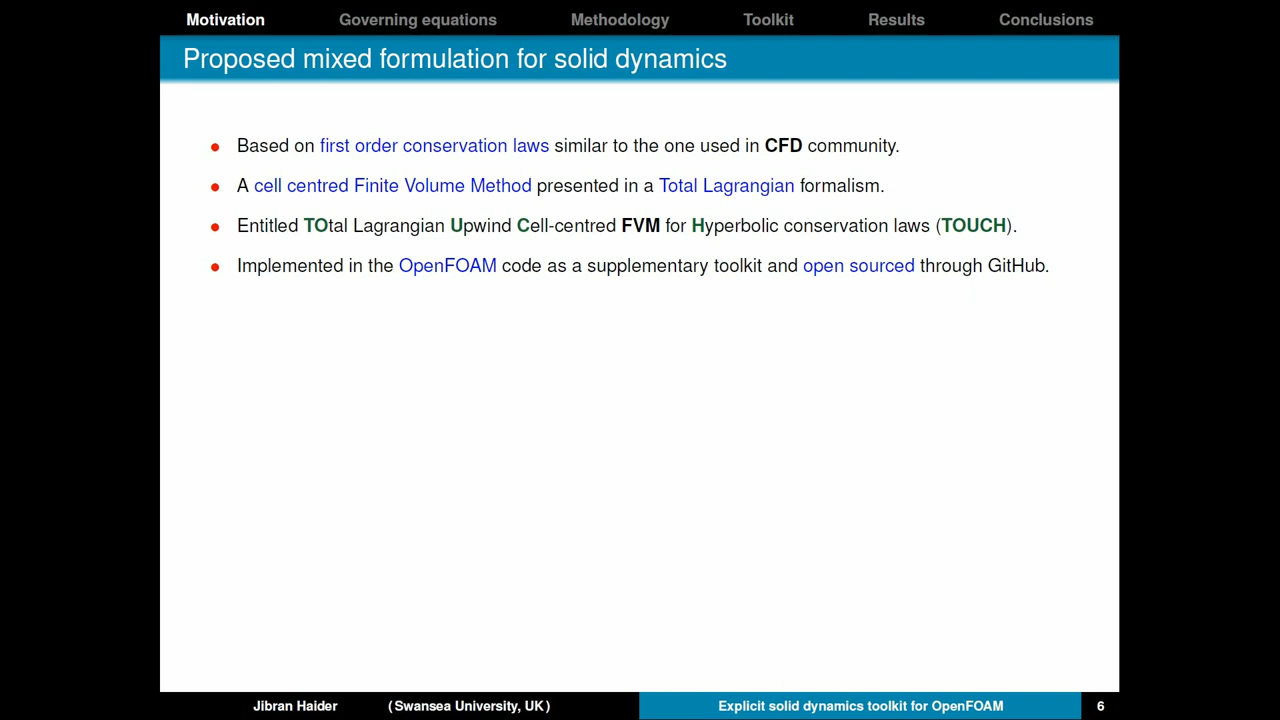 Motivation Governing equations Methodology Toolkit Results Conclusions
Proposed mixed formulation for solid dynamics
Based on first order conservation laws similar to the one used in CFD community.
A cell centred Finite Volume Method presented in a Total Lagrangian formalism.
Entitled TOtal Lagrangian Upwind Cell-centred FVM for Hyperbolic conservation laws (TOUCH).
Implemented in the OpenFOAM code as a supplementary toolkit and open sourced through GitHub.
Jibran Haider (Swansea University, UK) Explicit solid dynamics toolkit for OpenFOAM 6